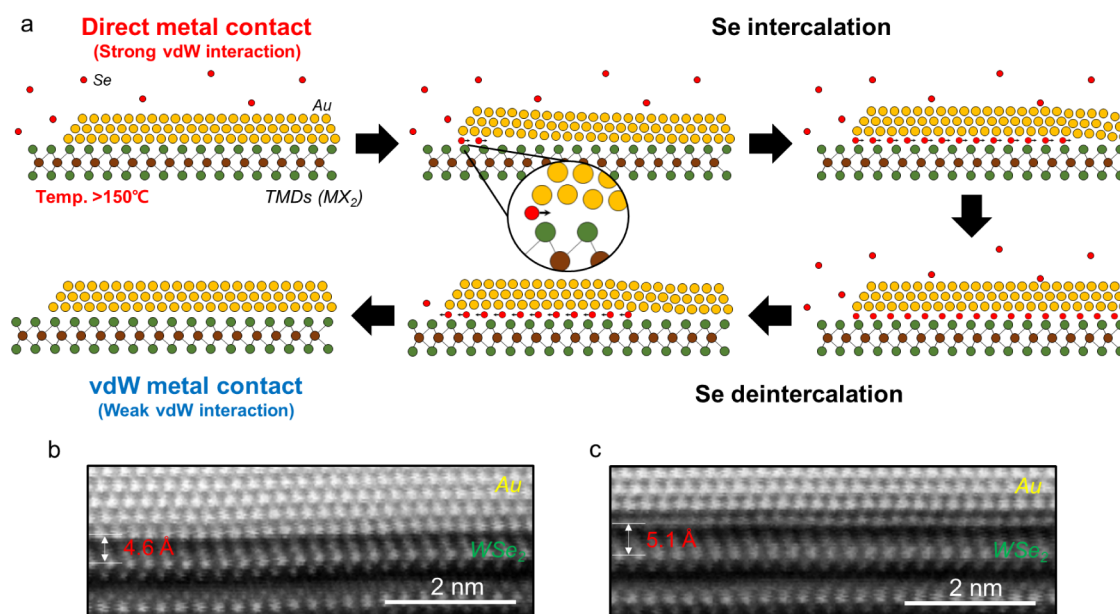 a
Direct metal contact
(Strong vdW interaction)
Se intercalation
Se
Au
Temp. >150℃
TMDs (MX₂)
vdW metal contact
(Weak vdW interaction)
Se deintercalation
b
Au
4.6 Å
WSe₂
2 nm
c
Au
5.1 Å
WSe₂
2 nm